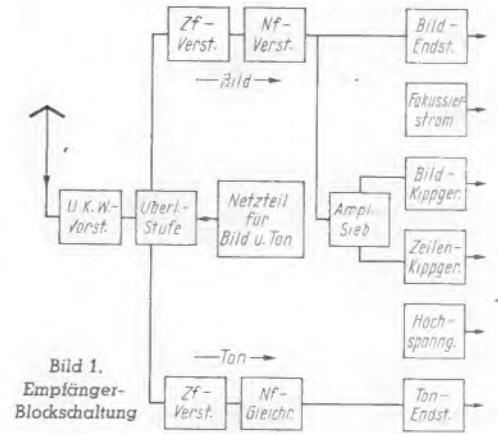 Zf-
Verst.
Nf-
Verst.
Bild-
Endst.
Bild
Fokussier
strom
U.K.W.-
Vorst.
Überl.-
Stufe
Netzteil
für
Bild u. Ton
Ampl.
Sieb
Bild-
Kippger.
Zeilen-
Kippger.
Hoch-
spanng.
Ton
Zf-
Verst.
Nf-
Gleichr.
Ton-
Endst.
Bild 1.
Empfänger-
Blockschaltung